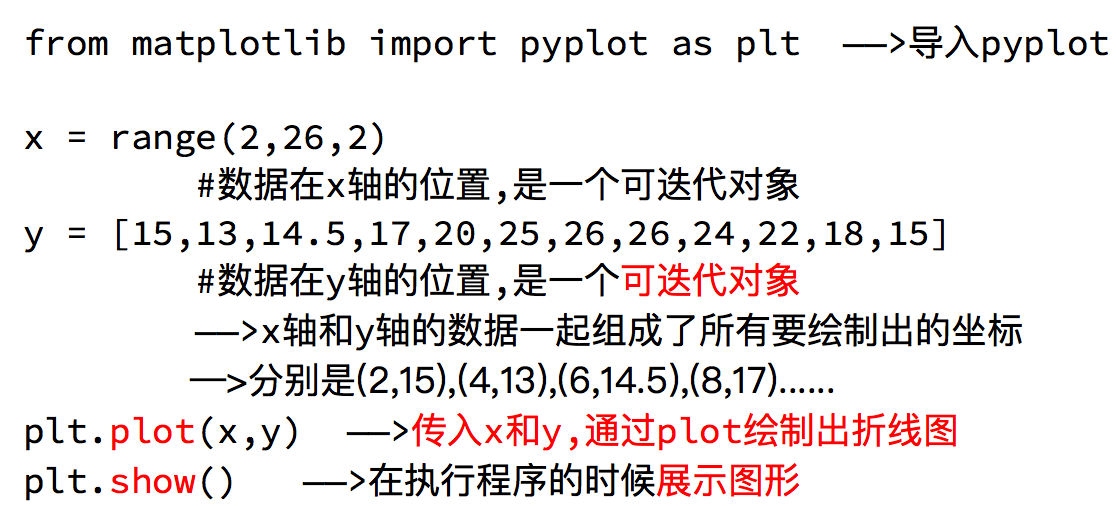 from matplotlib import pyplot as plt  ——>导入pyplot
x = range(2,26,2)
#数据在x轴的位置,是一个可迭代对象
y = [15,13,14.5,17,20,25,26,26,24,22,18,15]
#数据在y轴的位置,是一个可迭代对象
——>x轴和y轴的数据一起组成了所有要绘制出的坐标
——>分别是(2,15),(4,13),(6,14.5),(8,17)......
plt.plot(x,y)  ——>传入x和y,通过plot绘制出折线图
plt.show()  ——>在执行程序的时候展示图形